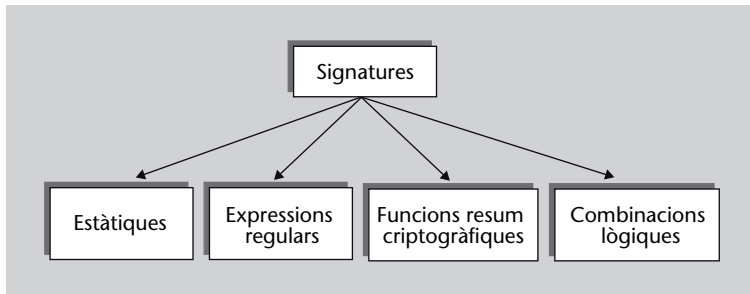 Signatures
Estàtiques
Expressions
regulars
Funcions resum
criptogràfiques
Combinacions
lògiques